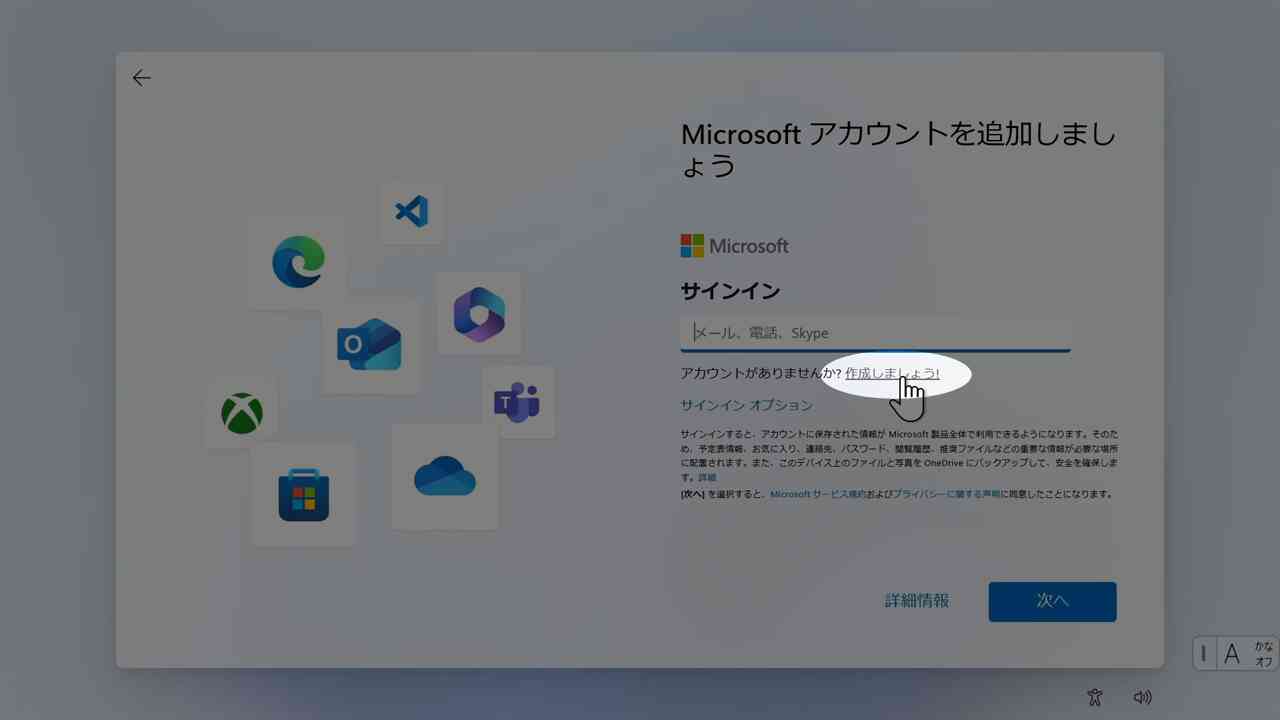 Microsoft アカウントを追加しまし
ょう
Microsoft
サインイン
メール、電話、Skype
アカウントがありませんか? 作成しましょう!
サインイン オプション
サインインすると、アカウントに保存された情報が Microsoft 製品全体で利用できるようになります。そのた
め、予定表情報、お気に入り、連絡先、パスワード、閲覧履歴、推奨ファイルなどの重要な情報が必要な場所
に配置されます。また、このデバイス上のファイルと写真を OneDrive にバックアップして、安全を確保しま
す。詳細
[次へ] を選択すると、Microsoft サービス規約およびプライバシーに関する声明に同意したことになります。
詳細情報
次へ
A
かな
オフ